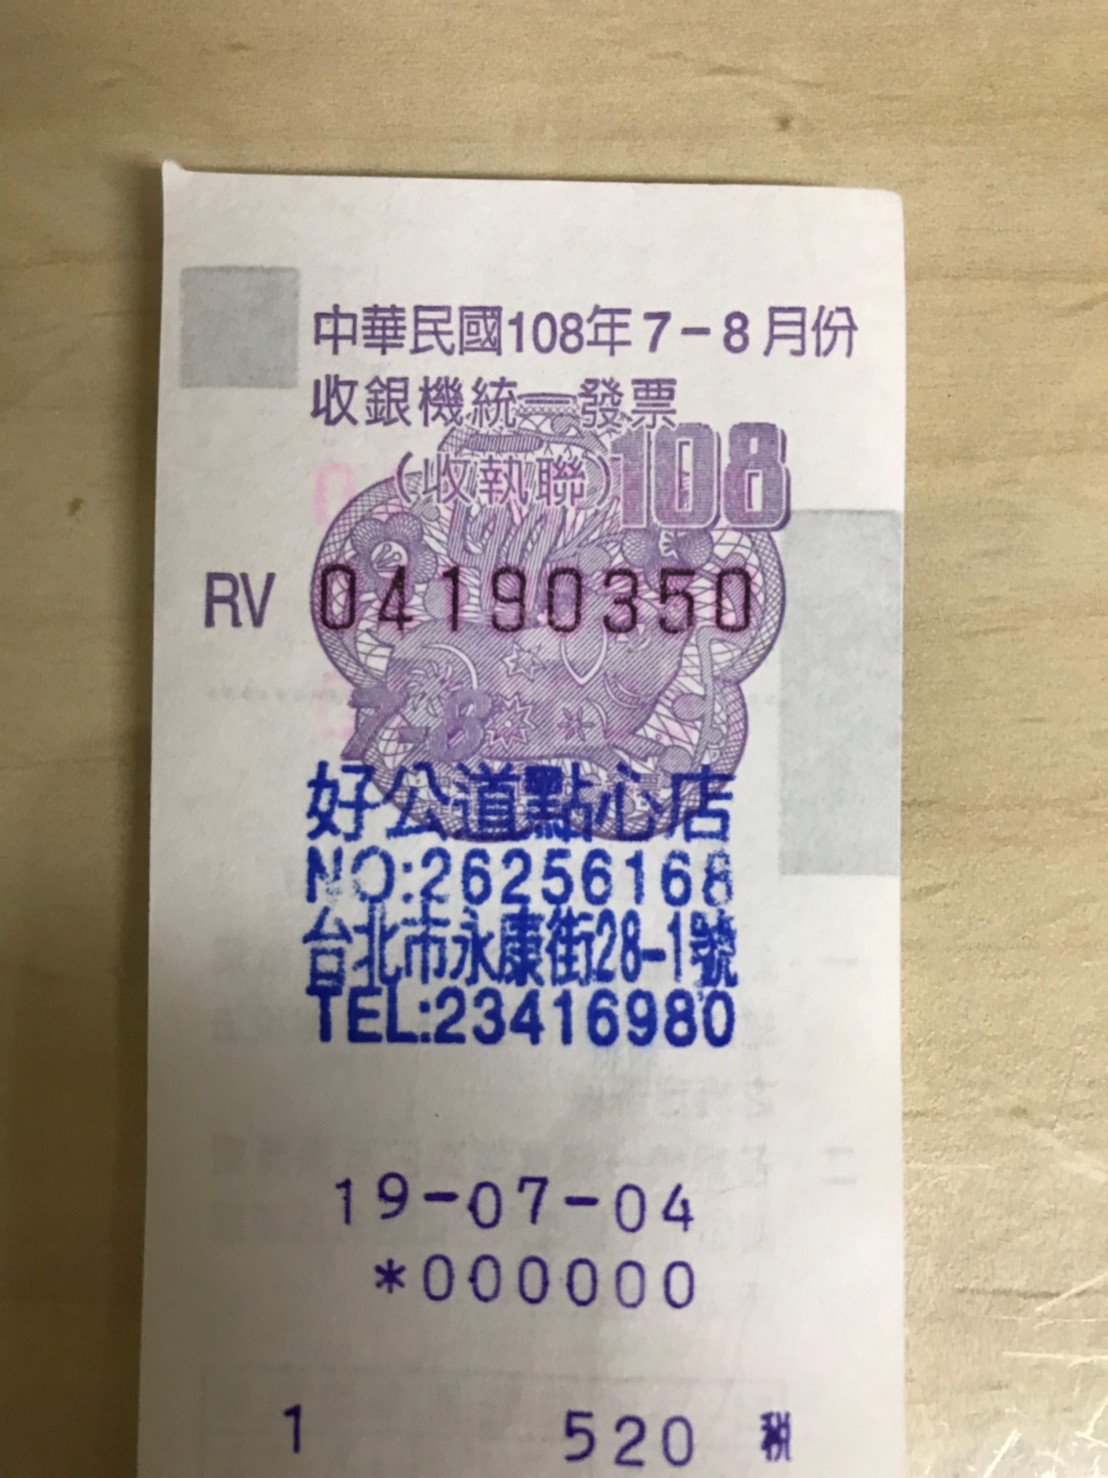 中華民國108年7-8月份
收銀機統一發票
(收執聯)108
RV 04190350
7-8
好公道點心店
NO:26256168
台北市永康街28-1號
TEL:23416980
19-07-04
*000000
1 520 稅